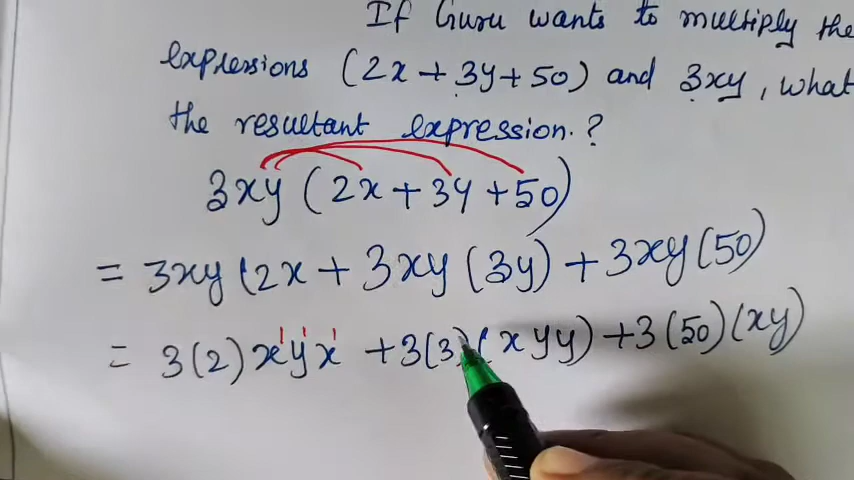 If Guru wants to multiply the
expressions (2x + 3y + 50) and 3xy, what
the resultant expression.?
3xy (2x + 3y + 50)
= 3xy (2x + 3xy (3y) + 3xy (50)
= 3(2) x¹y¹x¹ + 3(3) (xyy) + 3(50) (xy)